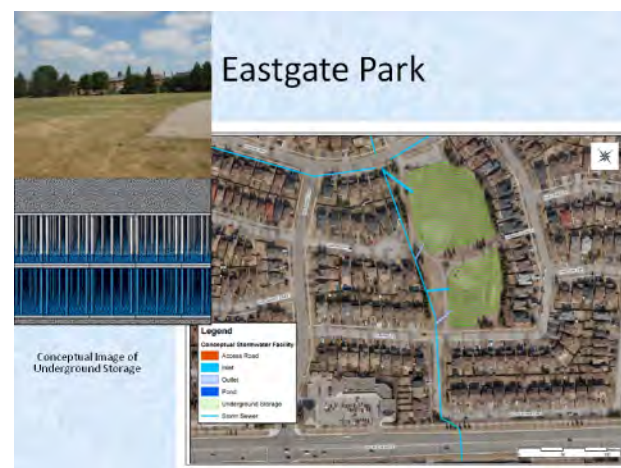 Eastgate Park
Legend
Conceptual Stormwater Facility
Access Road
Inlet
Outlet
Pond
Underground Storage
Storm Sewer
Conceptual Image of
Underground Storage